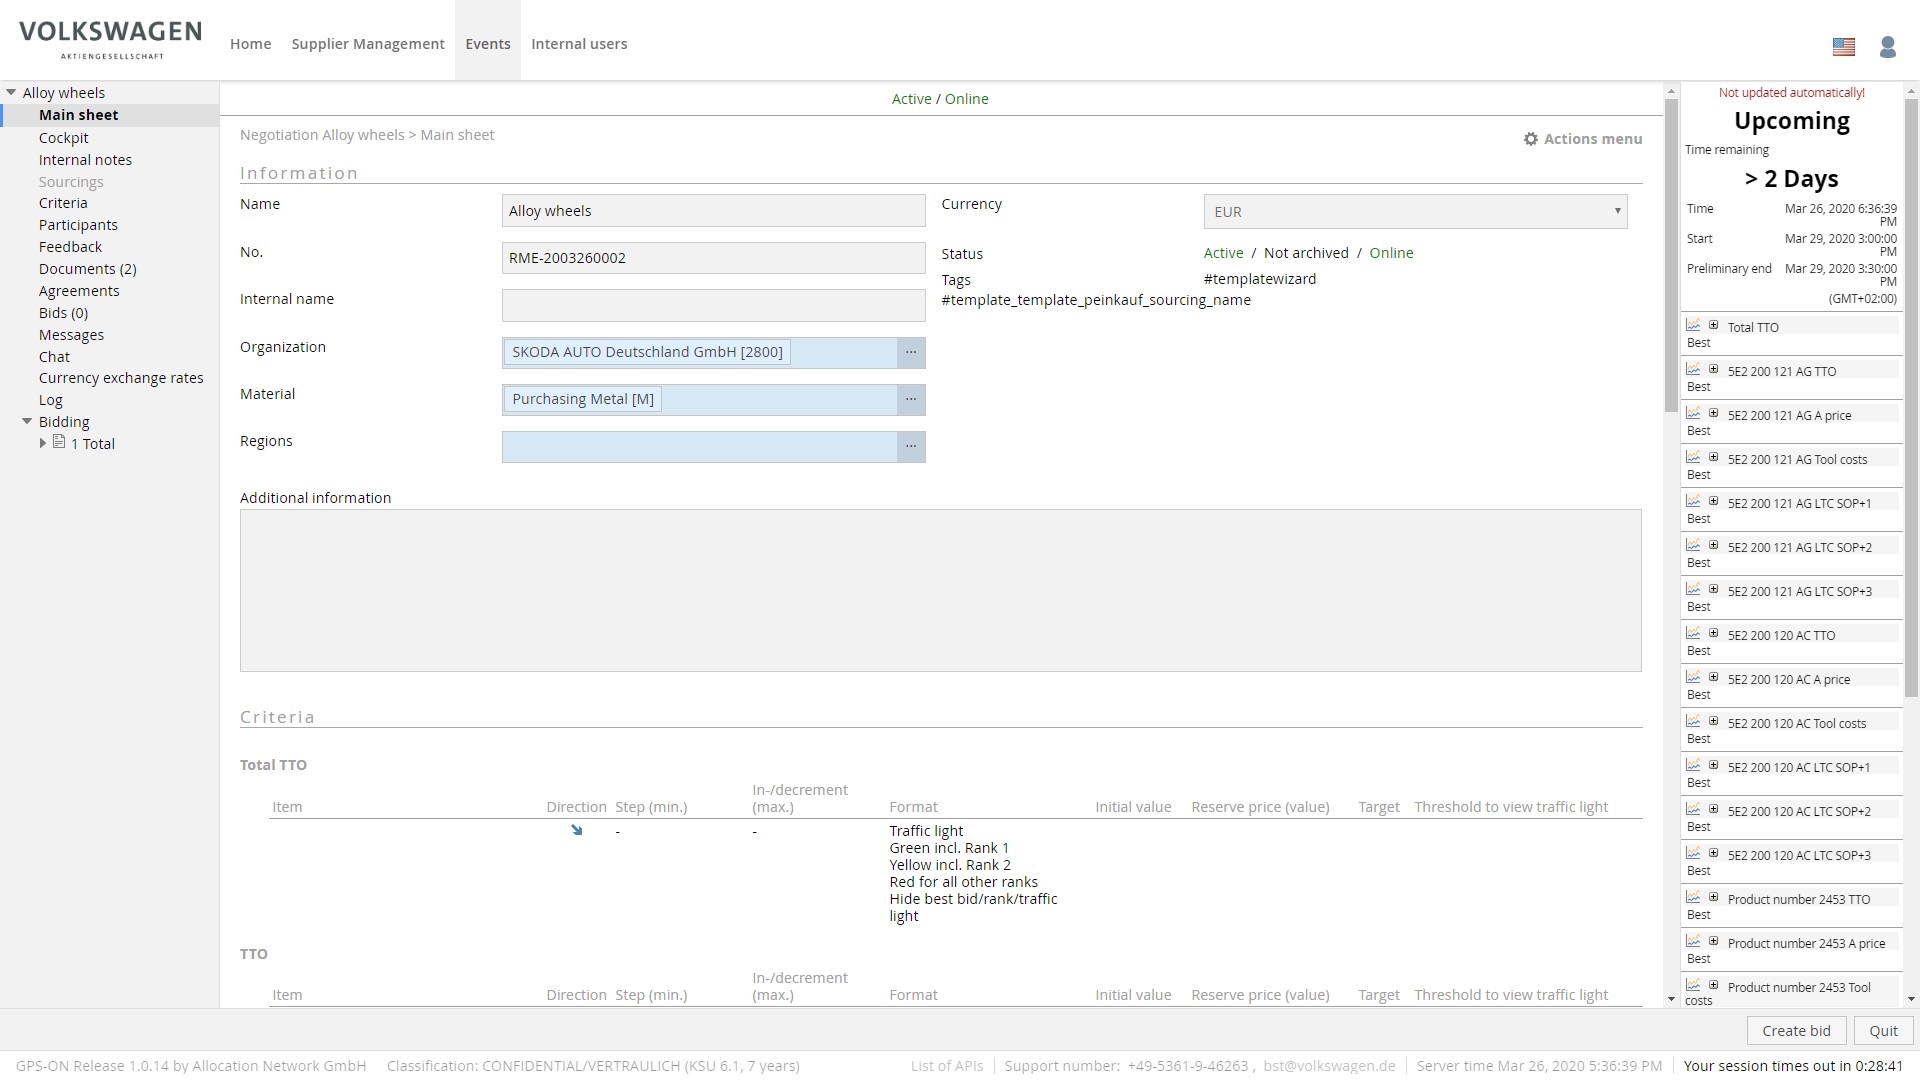 VOLKSWAGEN
AKTIENGESELLSCHAFT
Home
Supplier Management
Events
Internal users
Alloy wheels
Main sheet
Cockpit
Internal notes
Sourcings
Criteria
Participants
Feedback
Documents (2)
Agreements
Bids (0)
Messages
Chat
Currency exchange rates
Log
Bidding
1 Total
Active / Online
Negotiation Alloy wheels > Main sheet
Actions menu
Information
Name
Alloy wheels
No.
RME-2003260002
Internal name
Organization
SKODA AUTO Deutschland GmbH [2800]
...
Material
Purchasing Metal [M]
...
Regions
...
Currency
EUR
Status
Active / Not archived / Online
Tags
#templatewizard
#template_template_peinkauf_sourcing_name
Additional information
Criteria
Total TTO
Item
Direction
Step (min.)
In-/decrement
(max.)
Format
Initial value
Reserve price (value)
Target
Threshold to view traffic light
-
-
Traffic light
Green incl. Rank 1
Yellow incl. Rank 2
Red for all other ranks
Hide best bid/rank/traffic
light
TTO
Item
Direction
Step (min.)
In-/decrement
(max.)
Format
Initial value
Reserve price (value)
Target
Threshold to view traffic light
Not updated automatically!
Upcoming
Time remaining
> 2 Days
Time
Mar 26, 2020 6:36:39
PM
Start
Mar 29, 2020 3:00:00
PM
Preliminary end
Mar 29, 2020 3:30:00
PM
(GMT+02:00)
Total TTO
Best
5E2 200 121 AG TTO
Best
5E2 200 121 AG A price
Best
5E2 200 121 AG Tool costs
Best
5E2 200 121 AG LTC SOP+1
Best
5E2 200 121 AG LTC SOP+2
Best
5E2 200 121 AG LTC SOP+3
Best
5E2 200 120 AC TTO
Best
5E2 200 120 AC A price
Best
5E2 200 120 AC Tool costs
Best
5E2 200 120 AC LTC SOP+1
Best
5E2 200 120 AC LTC SOP+2
Best
5E2 200 120 AC LTC SOP+3
Best
Product number 2453 TTO
Best
Product number 2453 A price
Best
Product number 2453 Tool
costs
Create bid
Quit
GPS-ON Release 1.0.14 by Allocation Network GmbH
Classification: CONFIDENTIAL/VERTRAULICH (KSU 6.1, 7 years)
List of APIs
Support number: +49-5361-9-46263 , bst@volkswagen.de
Server time Mar 26, 2020 5:36:39 PM
Your session times out in 0:28:41